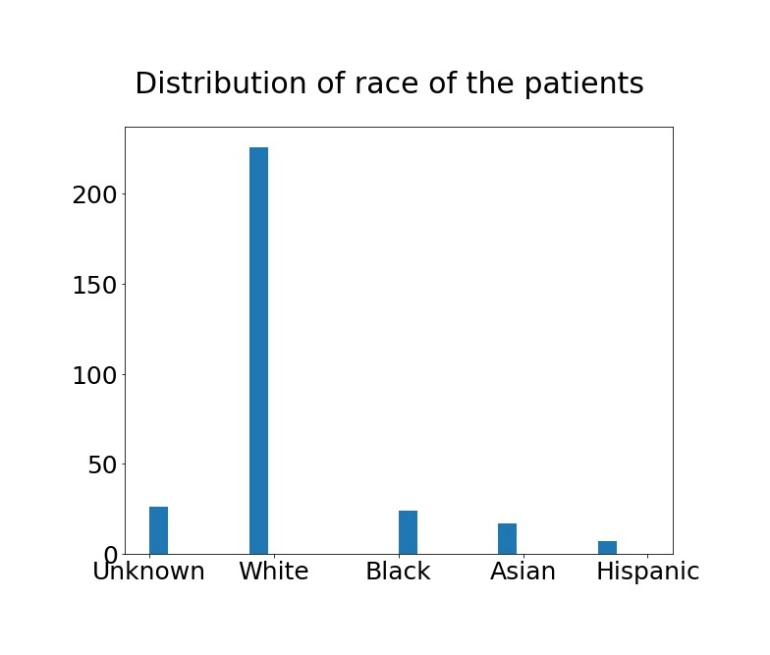 Distribution of race of the patients
200
150
100
50
0
Unknown White Black Asian Hispanic